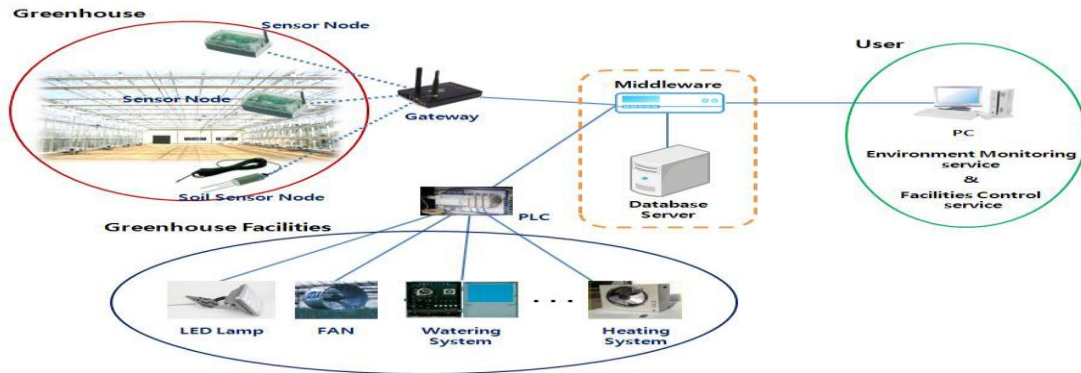 Greenhouse
Sensor Node
Sensor Node
Soil Sensor Node
Gateway
Middleware
Database
Server
User
PC
Environment Monitoring
service
&
Facilities Control
service
PLC
Greenhouse Facilities
LED Lamp
FAN
Watering
System
. . .
Heating
System